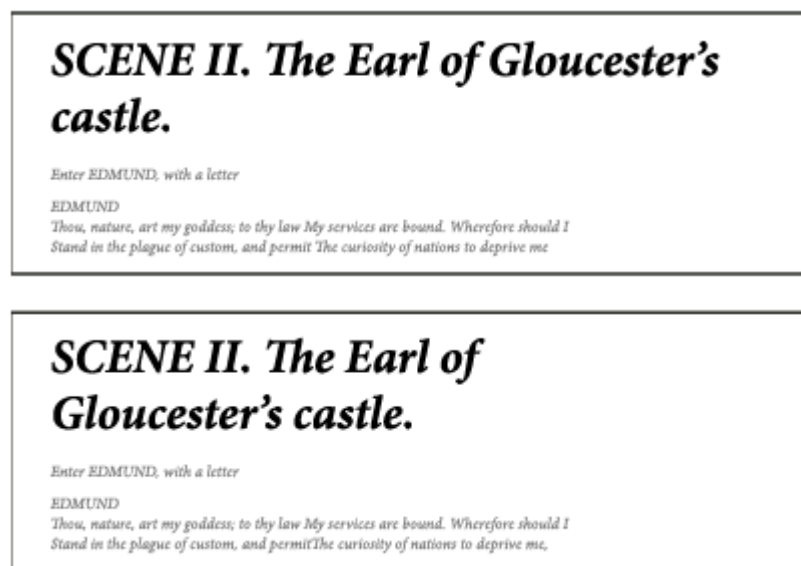 SCENE II. The Earl of Gloucester’s
castle.
Enter EDMUND, with a letter
EDMUND
Thou, nature, art my goddess; to thy law My services are bound. Wherefore should I
Stand in the plague of custom, and permit The curiosity of nations to deprive me
SCENE II. The Earl of
Gloucester’s castle.
Enter EDMUND, with a letter
EDMUND
Thou, nature, art my goddess; to thy law My services are bound. Wherefore should I
Stand in the plague of custom, and permitThe curiosity of nations to deprive me,